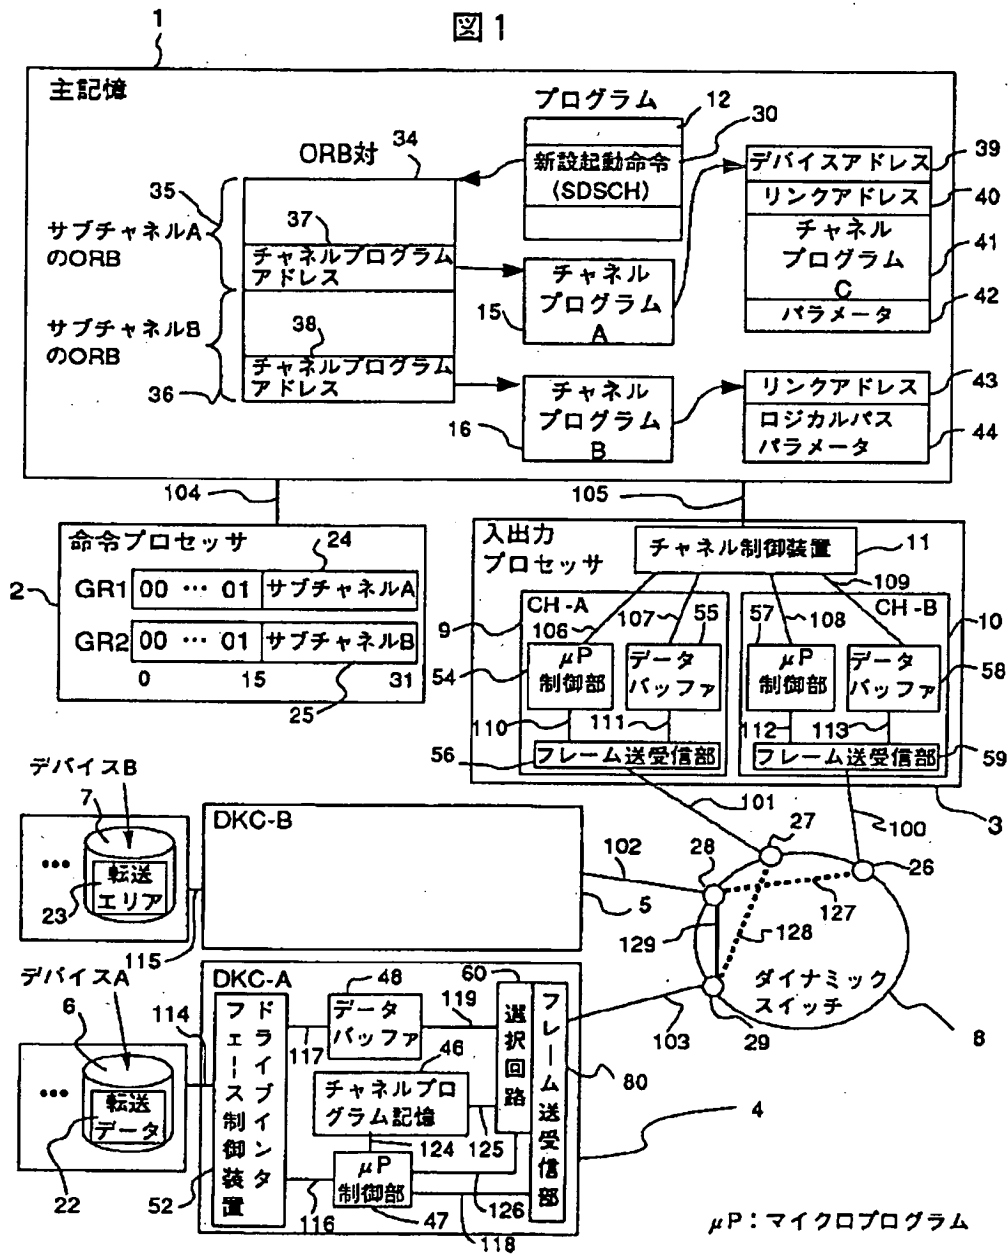 図1
1
主記憶
プログラム
12
30
ORB対
34
新設起動命令
(SDSCH)
デバイスアドレス
39
リンクアドレス
40
チャネル
プログラム
C
41
パラメータ
42
35
サブチャネルA
のORB
37
チャネルプログラム
アドレス
チャネル
プログラム
A
15
サブチャネルB
のORB
36
38
チャネルプログラム
アドレス
チャネル
プログラム
B
16
リンクアドレス
43
ロジカルパス
パラメータ
44
104
105
命令プロセッサ
24
2
GR1
00 … 01
サブチャネルA
GR2
00 … 01
サブチャネルB
0
15
31
25
入出力
プロセッサ
チャネル制御装置
11
109
CH-A
CH-B
9
106
107
55
57
108
10
54
μP
制御部
データ
バッファ
μP
制御部
データ
バッファ
58
110
111
112
113
56
フレーム送受信部
フレーム送受信部
59
3
101
100
デバイスB
7
…
転送
エリア
23
115
DKC-B
5
102
28
27
26
127
128
129
ダイナミック
スイッチ
29
8
103
デバイスA
6
…
転送
データ
22
114
DKC-A
ドライブインタ
フェース制御装置
52
48
データ
バッファ
117
119
46
チャネルプロ
グラム記憶
124
125
μP
制御部
47
116
126
118
60
選択回路
フレーム送受信部
80
4
μP：マイクロプログラム